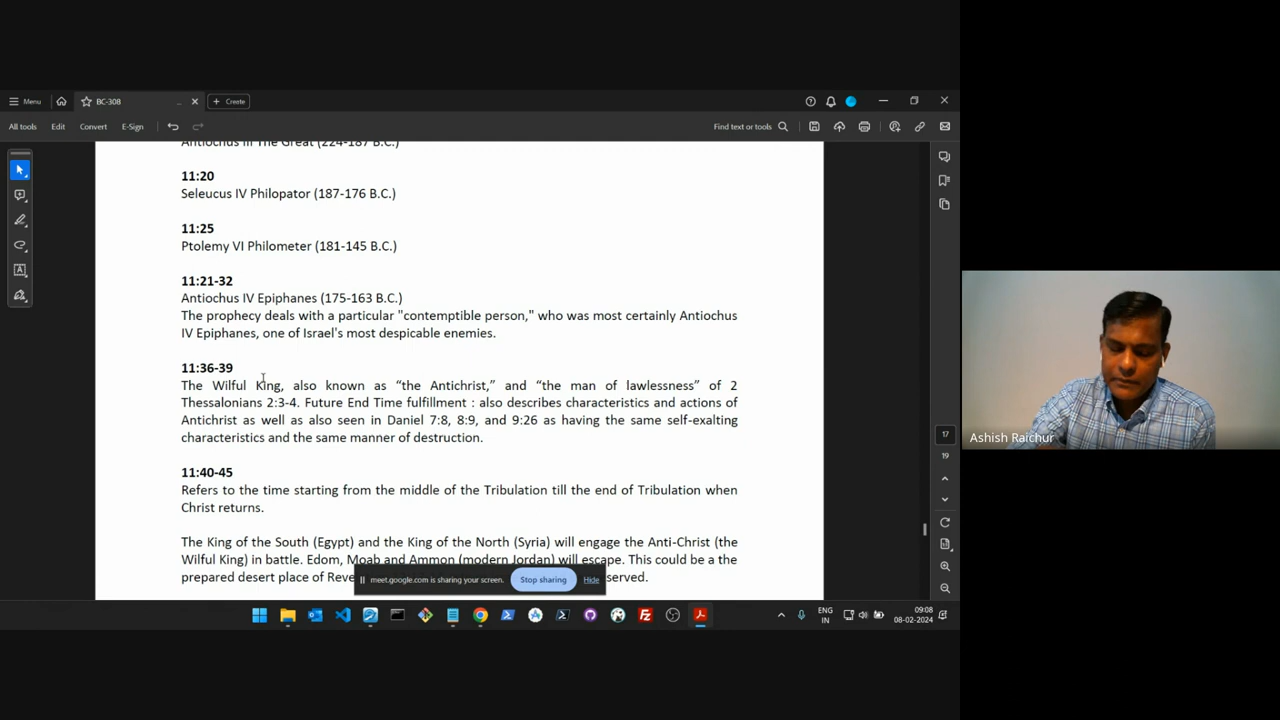 Menu
BC-308
...
Create
All tools Edit Convert E-Sign
Find text or tools
Antiochus III The Great (224-187 B.C.)
11:20
Seleucus IV Philopator (187-176 B.C.)
11:25
Ptolemy VI Philometer (181-145 B.C.)
11:21-32
Antiochus IV Epiphanes (175-163 B.C.)
The prophecy deals with a particular "contemptible person," who was most certainly Antiochus
IV Epiphanes, one of Israel's most despicable enemies.
11:36-39
The Wilful King, also known as “the Antichrist,” and “the man of lawlessness” of 2
Thessalonians 2:3-4. Future End Time fulfillment : also describes characteristics and actions of
Antichrist as well as also seen in Daniel 7:8, 8:9, and 9:26 as having the same self-exalting
characteristics and the same manner of destruction.
11:40-45
Refers to the time starting from the middle of the Tribulation till the end of Tribulation when
Christ returns.
The King of the South (Egypt) and the King of the North (Syria) will engage the Anti-Christ (the
Wilful King) in battle. Edom, Moab and Ammon (modern Jordan) will escape. This could be a the
prepared desert place of Reve
served.
meet.google.com is sharing your screen.
Stop sharing
Hide
17
19
Ashish Raichur
ENG
IN
09:08
08-02-2024